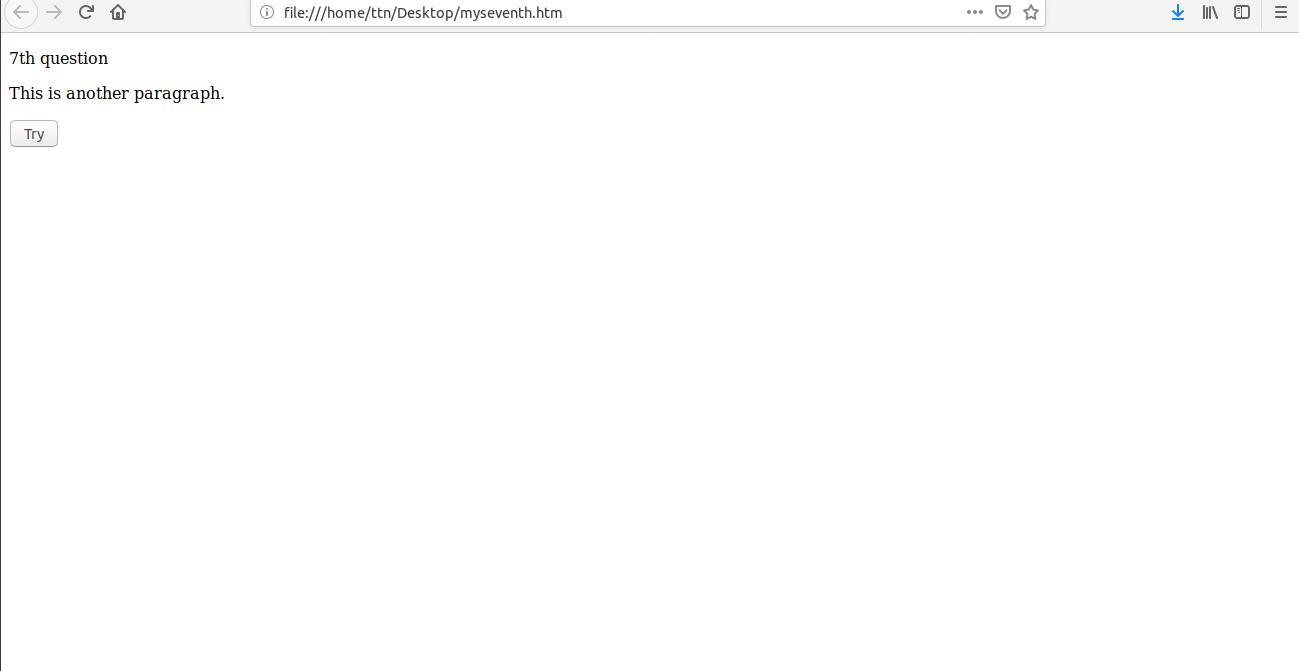 file:///home/ttn/Desktop/myseventh.htm
7th question
This is another paragraph.
Try